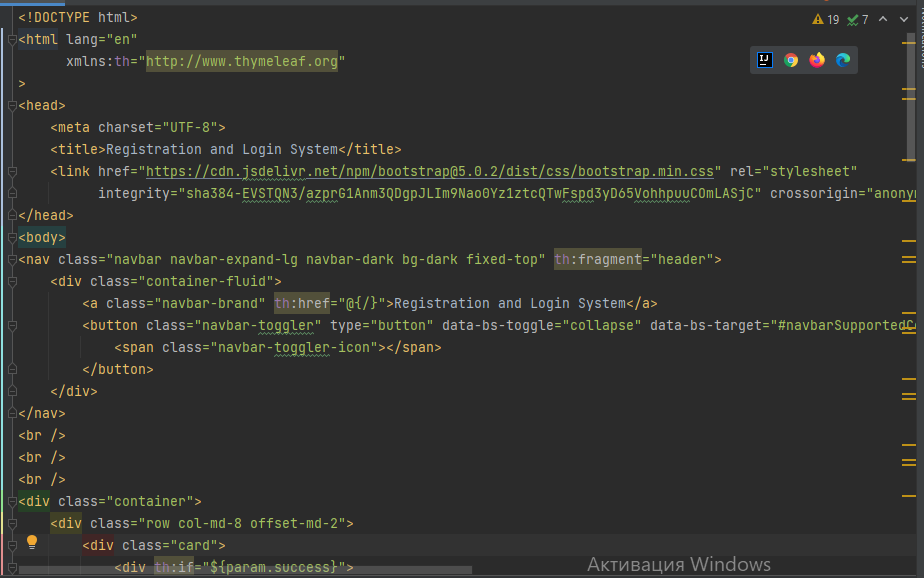 <!DOCTYPE html>
19 7
<html lang="en"
xmlns:th="http://www.thymeleaf.org"
>
<head>
<meta charset="UTF-8">
<title>Registration and Login System</title>
<link href="https://cdn.jsdelivr.net/npm/bootstrap@5.0.2/dist/css/bootstrap.min.css" rel="stylesheet"
integrity="sha384-EVSTQN3/azprG1Anm3QDgpJLIm9Nao0Yz1ztcQTwFspd3yD65VohhpuuCOmLASjC" crossorigin="anony
</head>
<body>
<nav class="navbar navbar-expand-lg navbar-dark bg-dark fixed-top" th:fragment="header">
<div class="container-fluid">
<a class="navbar-brand" th:href="@{/}">Registration and Login System</a>
<button class="navbar-toggler" type="button" data-bs-toggle="collapse" data-bs-target="#navbarSupportedC
<span class="navbar-toggler-icon"></span>
</button>
</div>
</nav>
<br />
<br />
<br />
<div class="container">
<div class="row col-md-8 offset-md-2">
<div class="card">
<div th:if="${param.success}">
Активация Windows